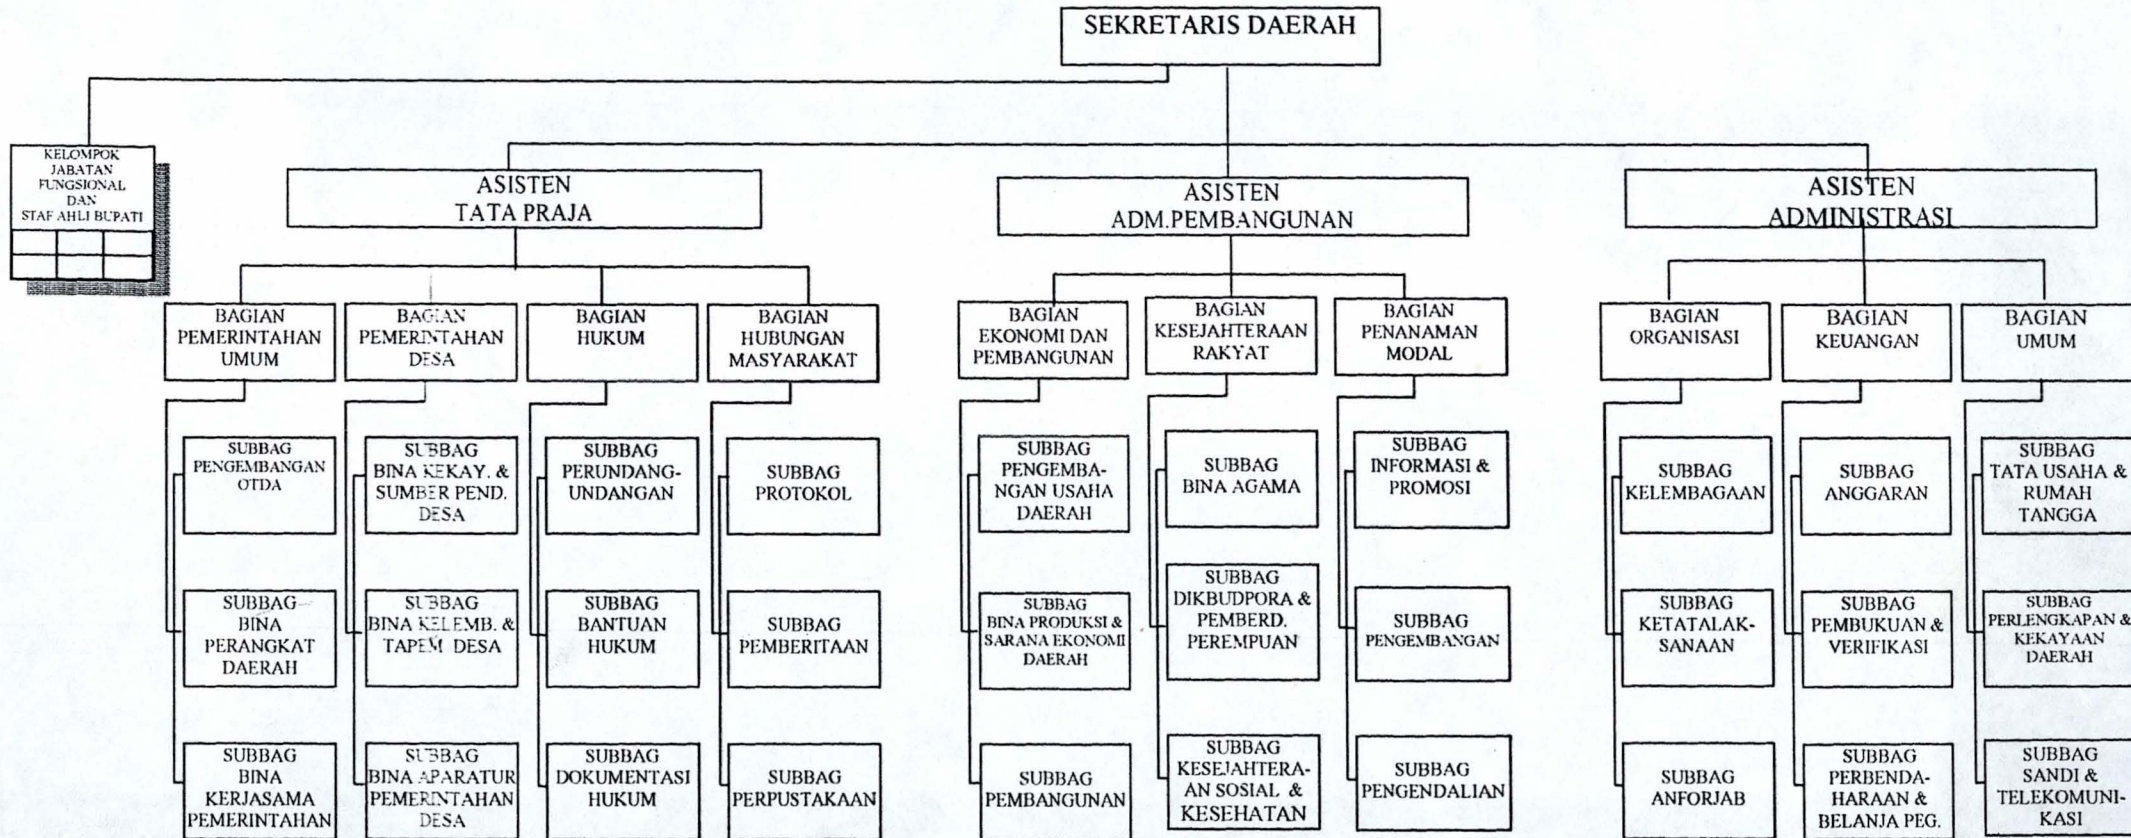 SEKRETARIS DAERAH
KELOMPOK
JABATAN
FUNGSIONAL
DAN
STAF AHLI BUPATI
ASISTEN
TATA PRAJA
ASISTEN
ADM.PEMBANGUNAN
ASISTEN
ADMINISTRASI
BAGIAN
PEMERINTAHAN
UMUM
BAGIAN
PEMERINTAHAN
DESA
BAGIAN
HUKUM
BAGIAN
HUBUNGAN
MASYARAKAT
BAGIAN
EKONOMI DAN
PEMBANGUNAN
BAGIAN
KESEJAHTERAAN
RAKYAT
BAGIAN
PENANAMAN
MODAL
BAGIAN
ORGANISASI
BAGIAN
KEUANGAN
BAGIAN
UMUM
SUBBAG
PENGEMBANGAN
OTDA
SUBBAG
BINA KEKAY. &
SUMBER PEND.
DESA
SUBBAG
PERUNDANG-
UNDANGAN
SUBBAG
PROTOKOL
SUBBAG
PENGEMBA-
NGAN USAHA
DAERAH
SUBBAG
BINA AGAMA
SUBBAG
INFORMASI &
PROMOSI
SUBBAG
KELEMBAGAAN
SUBBAG
ANGGARAN
SUBBAG
TATA USAHA &
RUMAH
TANGGA
SUBBAG
BINA
PERANGKAT
DAERAH
SUBBAG
BINA KELEMB. &
TAPEM DESA
SUBBAG
BANTUAN
HUKUM
SUBBAG
PEMBERITAAN
SUBBAG
BINA PRODUKSI &
SARANA EKONOMI
DAERAH
SUBBAG
DIKBUDPORA &
PEMBERD.
PEREMPUAN
SUBBAG
PENGEMBANGAN
SUBBAG
KETATALAK-
SANAAN
SUBBAG
PEMBUKUAN &
VERIFIKASI
SUBBAG
PERLENGKAPAN &
KEKAYAAN
DAERAH
SUBBAG
BINA
KERJASAMA
PEMERINTAHAN
SUBBAG
BINA APARATUR
PEMERINTAHAN
DESA
SUBBAG
DOKUMENTASI
HUKUM
SUBBAG
PERPUSTAKAAN
SUBBAG
PEMBANGUNAN
SUBBAG
KESEJAHTERA-
AN SOSIAL &
KESEHATAN
SUBBAG
PENGENDALIAN
SUBBAG
ANFORJAB
SUBBAG
PERBENDA-
HARAAN &
BELANJA PEG.
SUBBAG
SANDI &
TELEKOMUNI-
KASI